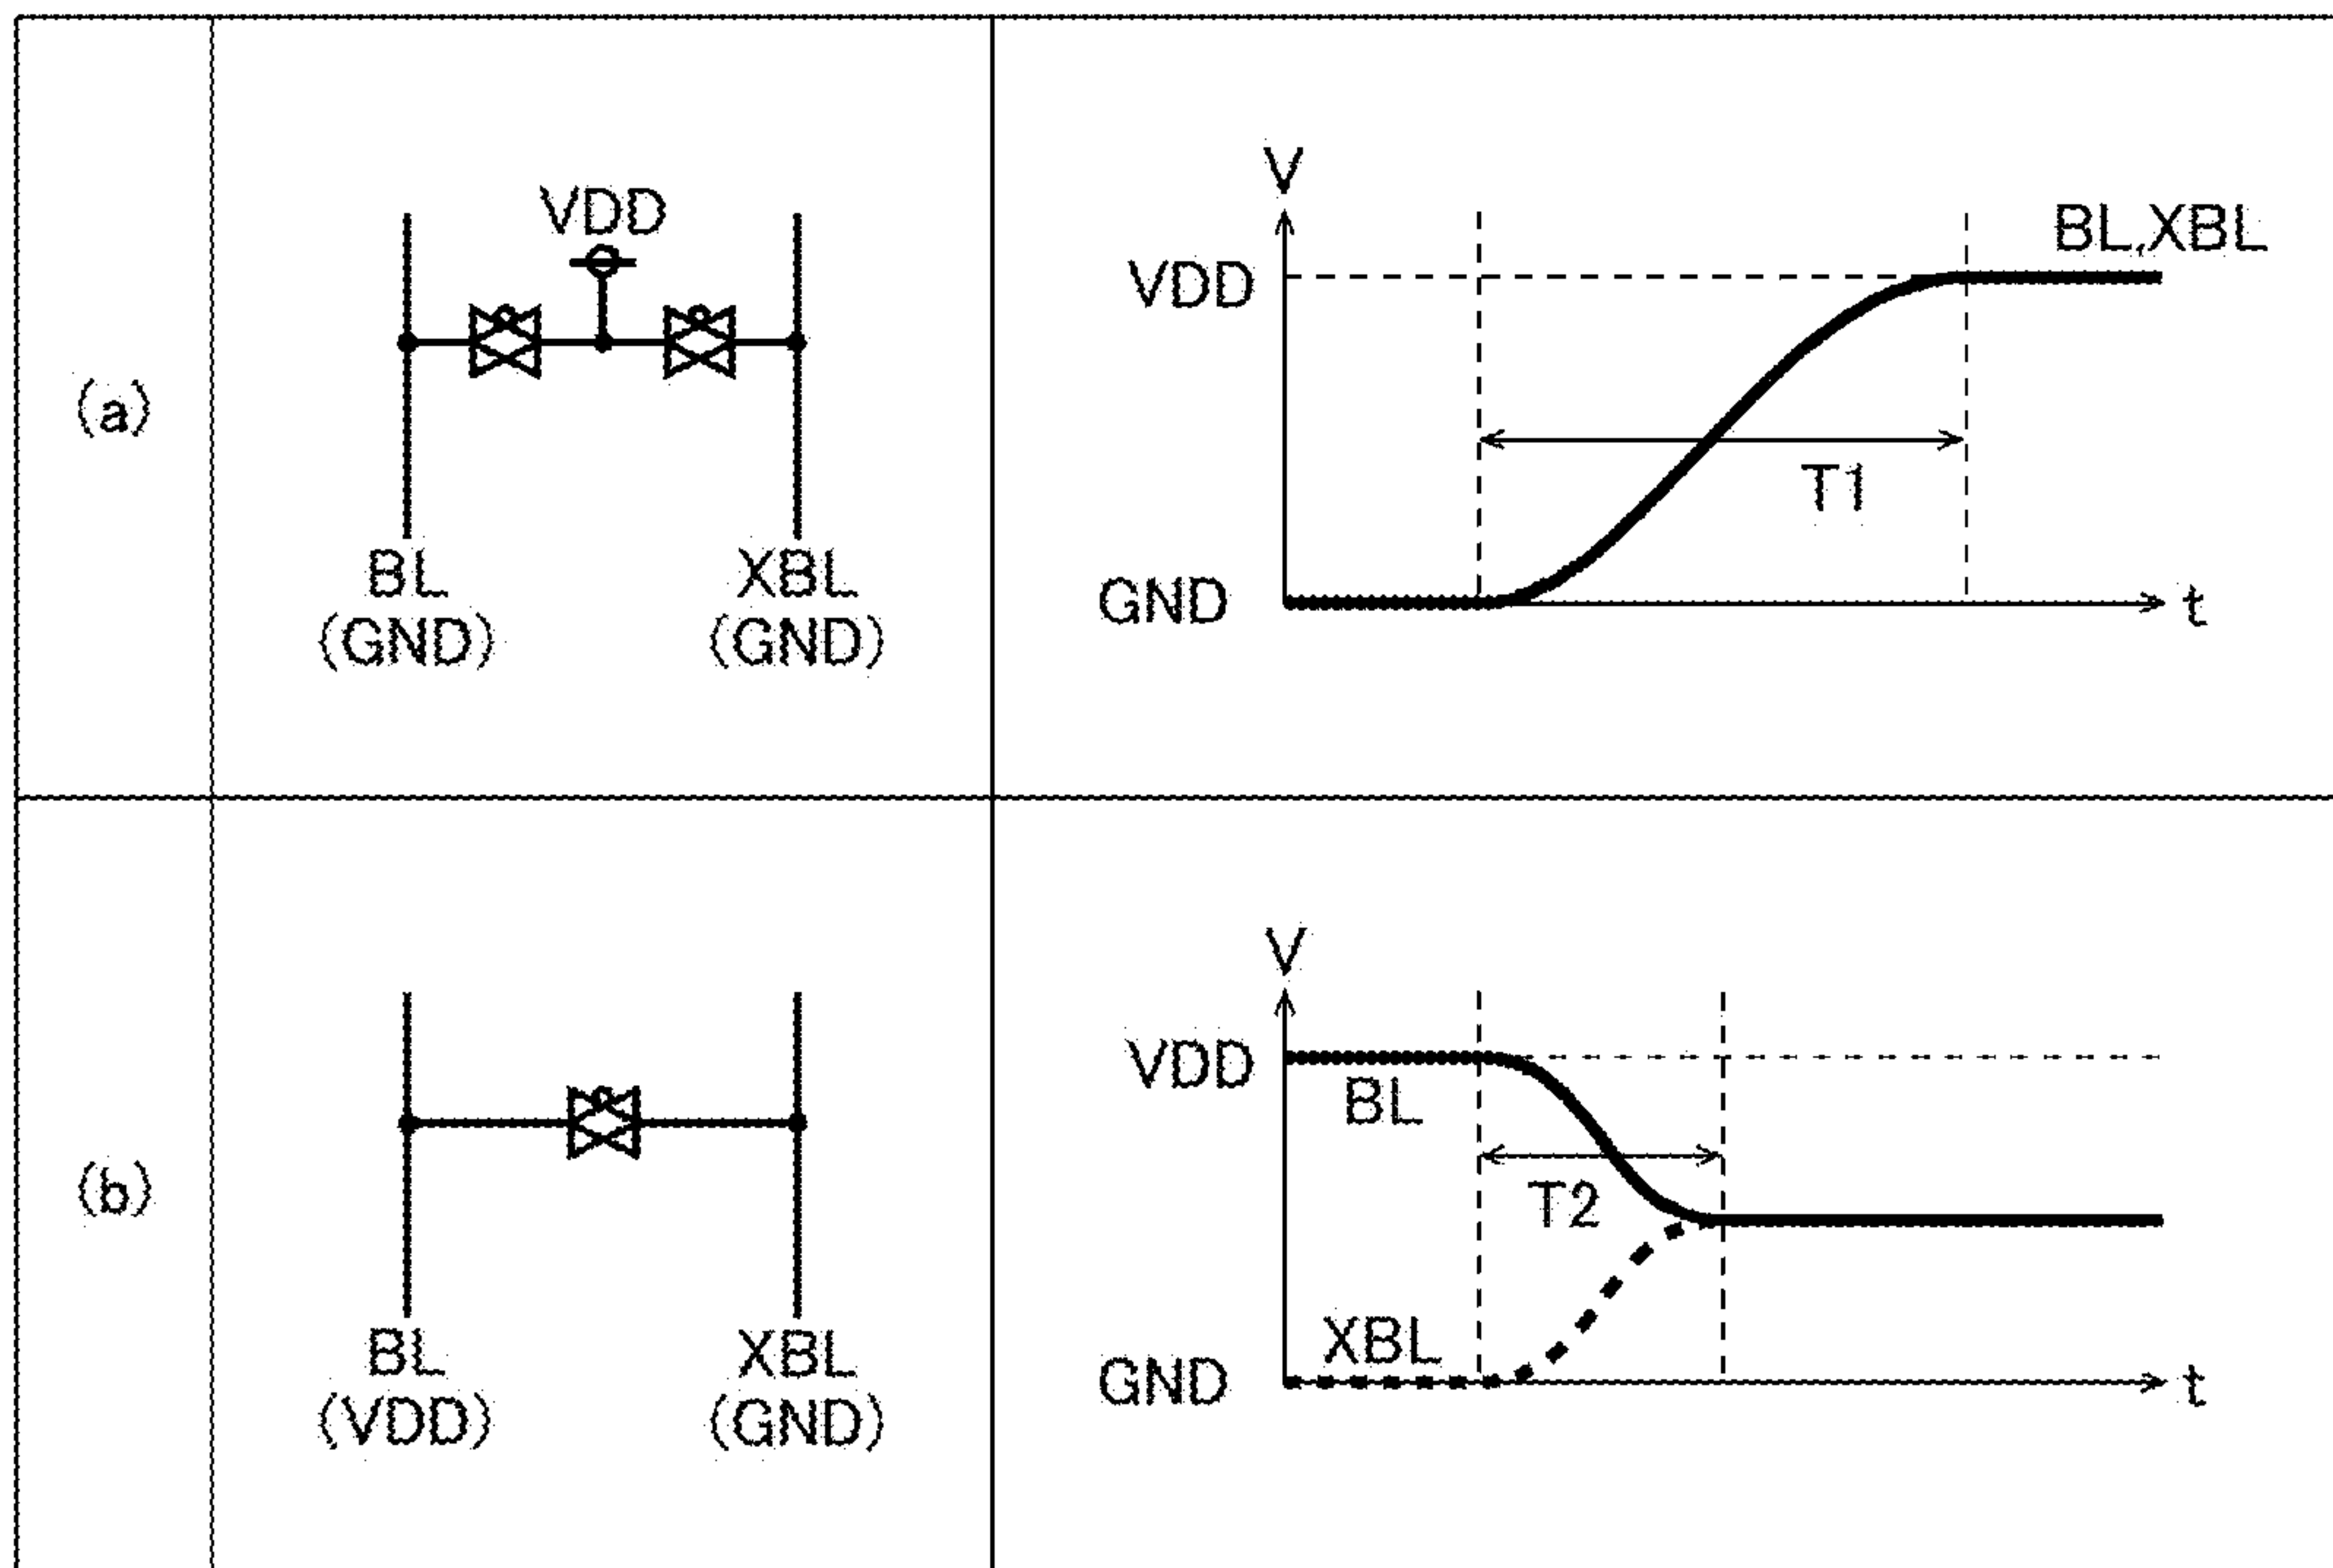 (a)
VDD
BL
(GND)
XBL
(GND)
V
VDD
BL,XBL
T1
GND
t
(b)
BL
(VDD)
XBL
(GND)
V
VDD
BL
T2
XBL
GND
t